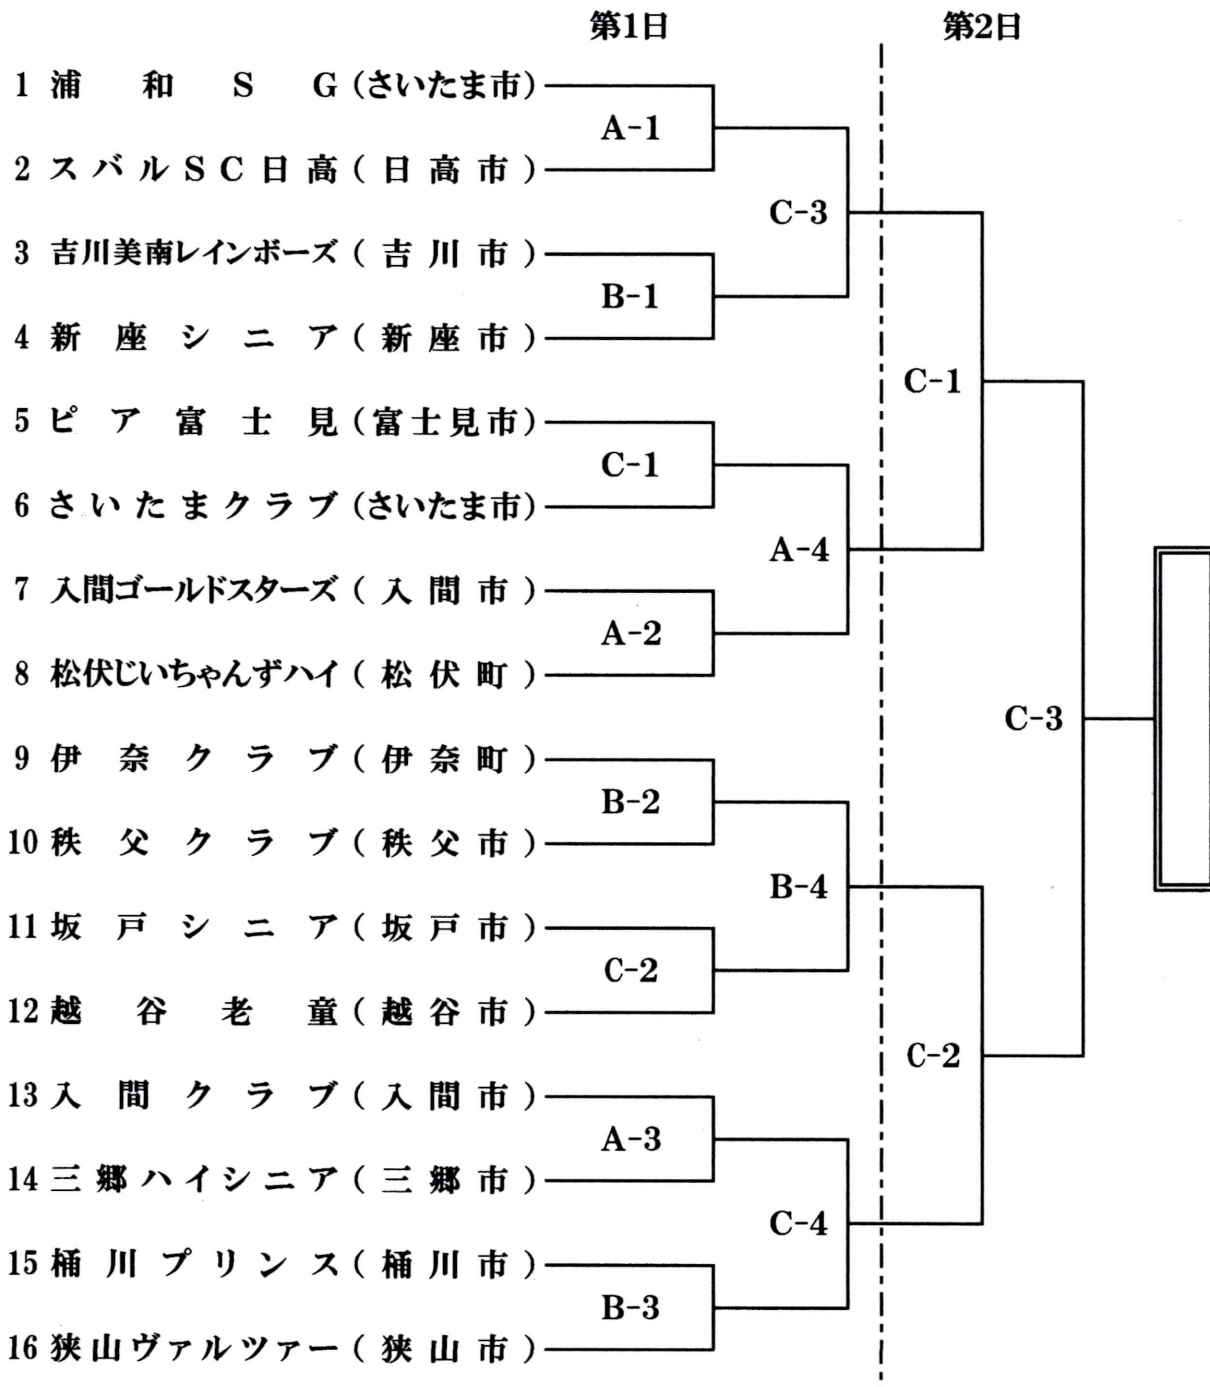 第1日 第2日
1 浦和SG(さいたま市)
A-1
2 スバルSC日高(日高市)
C-3
3 吉川美南レインボーズ(吉川市)
B-1
4 新座シニア(新座市)
C-1
5 ピア富士見(富士見市)
C-1
6 さいたまクラブ(さいたま市)
A-4
7 入間ゴールドスターズ(入間市)
A-2
8 松伏じいちゃんずハイ(松伏町)
C-3
9 伊奈クラブ(伊奈町)
B-2
10 秩父クラブ(秩父市)
B-4
11 坂戸シニア(坂戸市)
C-2
12 越谷老童(越谷市)
C-2
13 入間クラブ(入間市)
A-3
14 三郷ハイシニア(三郷市)
C-4
15 桶川プリンス(桶川市)
B-3
16 狭山ヴァルツァー(狭山市)